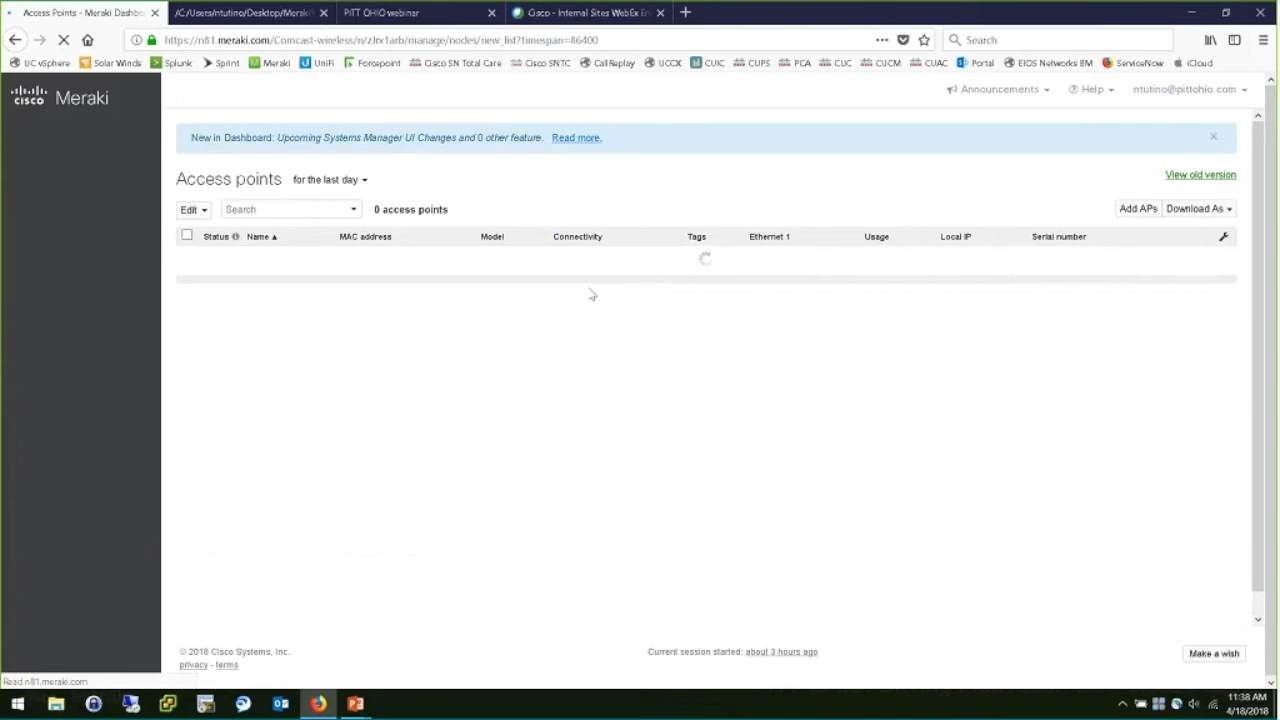 Access Points - Meraki Dashbo
/C:/Users/ntutino/Desktop/Meraki
PITT OHIO webinar
Cisco - Internal Sites WebEx En
https://n81.meraki.com/Comcast-wireless/n/zJrx1arb/manage/nodes/new_list?timespan=86400
Search
UC vSphere Solar Winds Splunk Sprint Meraki UniFi Forcepoint Cisco SN Total Care Cisco SNTC CallReplay UCCX CUIC CUPS PCA CUC CUCM CUAC Portal EIOS Networks BM ServiceNow iCloud
cisco Meraki
Announcements Help ntutino@pittohio.com
New in Dashboard: Upcoming Systems Manager UI Changes and 0 other feature. Read more.
Access points for the last day
View old version
Edit Search 0 access points Add APs Download As
Status Name MAC address Model Connectivity Tags Ethernet 1 Usage Local IP Serial number
© 2018 Cisco Systems, Inc.
privacy - terms
Current session started: about 3 hours ago
Make a wish
Read n81.meraki.com
11:38 AM
4/18/2018